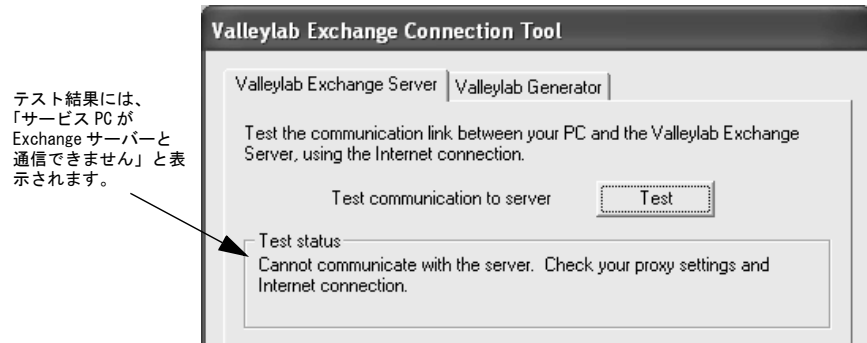 Valleylab Exchange Connection Tool
Valleylab Exchange Server
Valleylab Generator
テスト結果には、
「サービス PC が
Exchange サーバーと
通信できません」と表
示されます。
Test the communication link between your PC and the Valleylab Exchange
Server, using the Internet connection.
Test communication to server
Test
Test status
Cannot communicate with the server.  Check your proxy settings and
Internet connection.